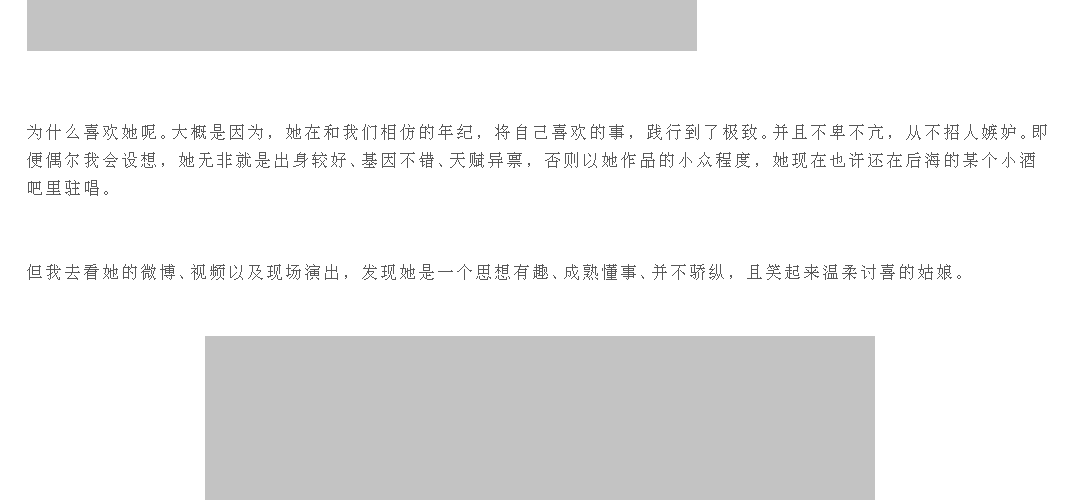 为什么喜欢她呢。大概是因为，她在和我们相仿的年纪，将自己喜欢的事，践行到了极致。并且不卑不亢，从不招人嫉妒。即
便偶尔我会设想，她无非就是出身较好、基因不错、天赋异禀，否则以她作品的小众程度，她现在也许还在后海的某个小酒
吧里驻唱。
但我去看她的微博、视频以及现场演出，发现她是一个思想有趣、成熟懂事、并不骄纵，且笑起来温柔讨喜的姑娘。